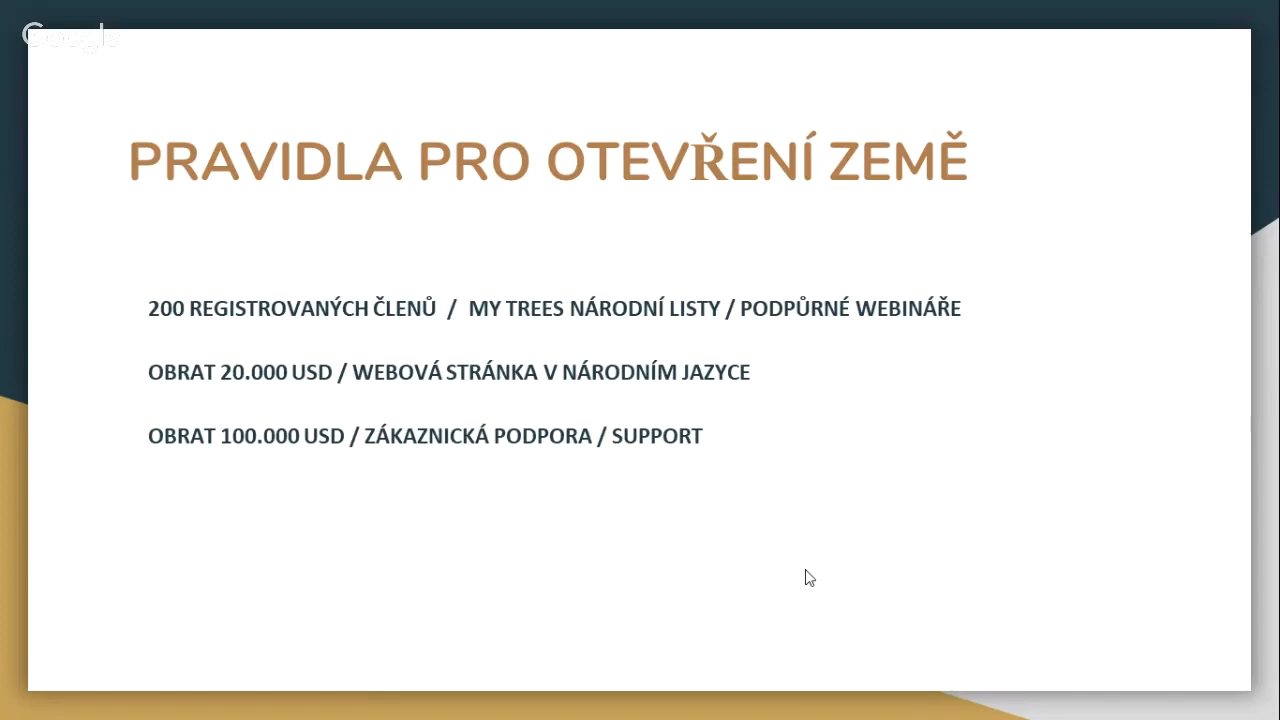 Google
PRAVIDLA PRO OTEVŘENÍ ZEMĚ
200 REGISTROVANÝCH ČLENŮ / MY TREES NÁRODNÍ LISTY / PODPŮRNÉ WEBINÁŘE
OBRAT 20.000 USD / WEBOVÁ STRÁNKA V NÁRODNÍM JAZYCE
OBRAT 100.000 USD / ZÁKAZNICKÁ PODPORA / SUPPORT